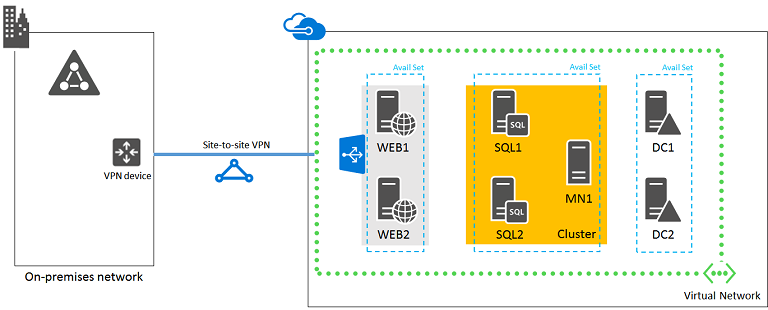 Avail Set
Avail Set
Avail Set
Site-to-site VPN
VPN device
WEB1
SQL
SQL1
DC1
MN1
WEB2
SQL
SQL2
Cluster
DC2
On-premises network
Virtual Network